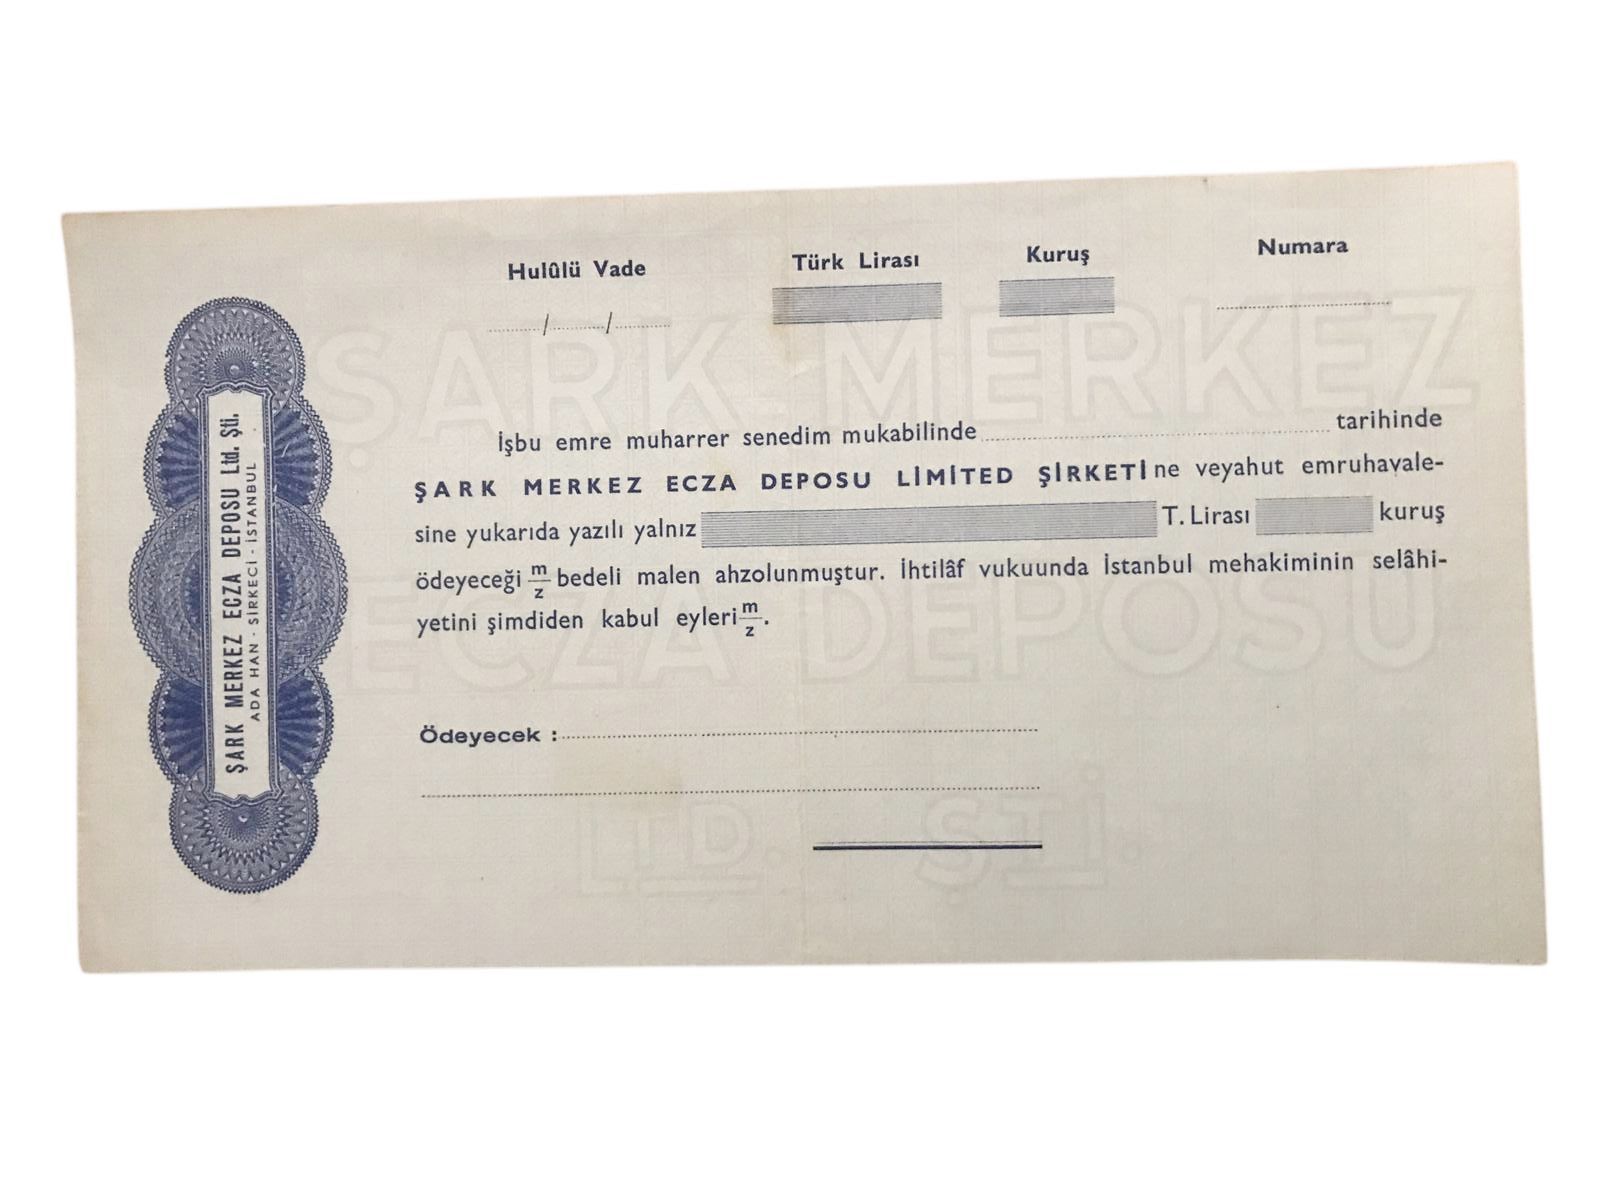 Hulûlü Vade Türk Lirası Kuruş Numara
/ /
ŞARK MERKEZ
İşbu emre muharrer senedim mukabilinde tarihinde
ŞARK MERKEZ ECZA DEPOSU LİMİTED ŞİRKETİ ne veyahut emruhavale-
sine yukarıda yazılı yalnız T. Lirası kuruş
ödeyeceği m/z bedeli malen ahzolunmuştur. İhtilâf vukuunda İstanbul mehakiminin selâhi-
yetini şimdiden kabul eyleri m/z.
ECZA DEPOSU
Ödeyecek :
LTD. ŞTİ.
ŞARK MERKEZ ECZA DEPOSU Ltd. Şti.
ADA HAN - SİRKECİ - İSTANBUL